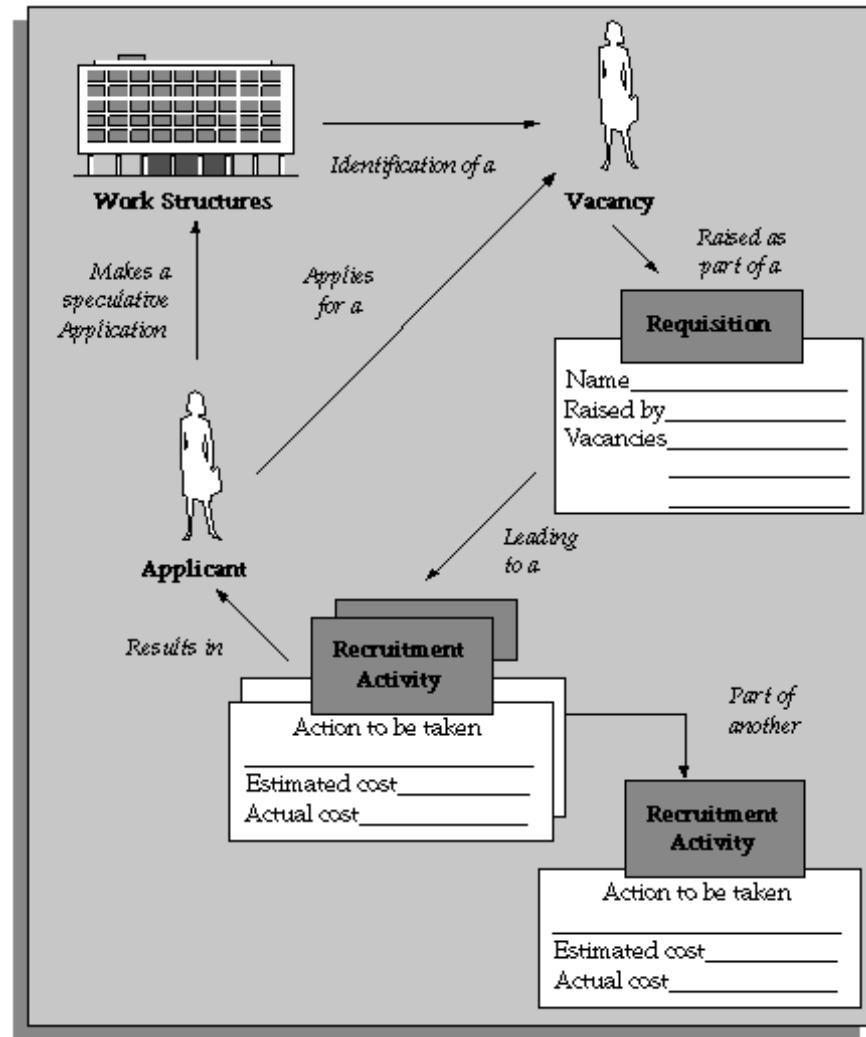 Work Structures
Identification of a
Vacancy
Makes a
speculative
Application
Applies
for a
Raised as
part of a
Requisition
Name
Raised by
Vacancies
Applicant
Leading
to a
Results in
Recruitment
Activity
Action to be taken
Estimated cost
Actual cost
Part of
another
Recruitment
Activity
Action to be taken
Estimated cost
Actual cost